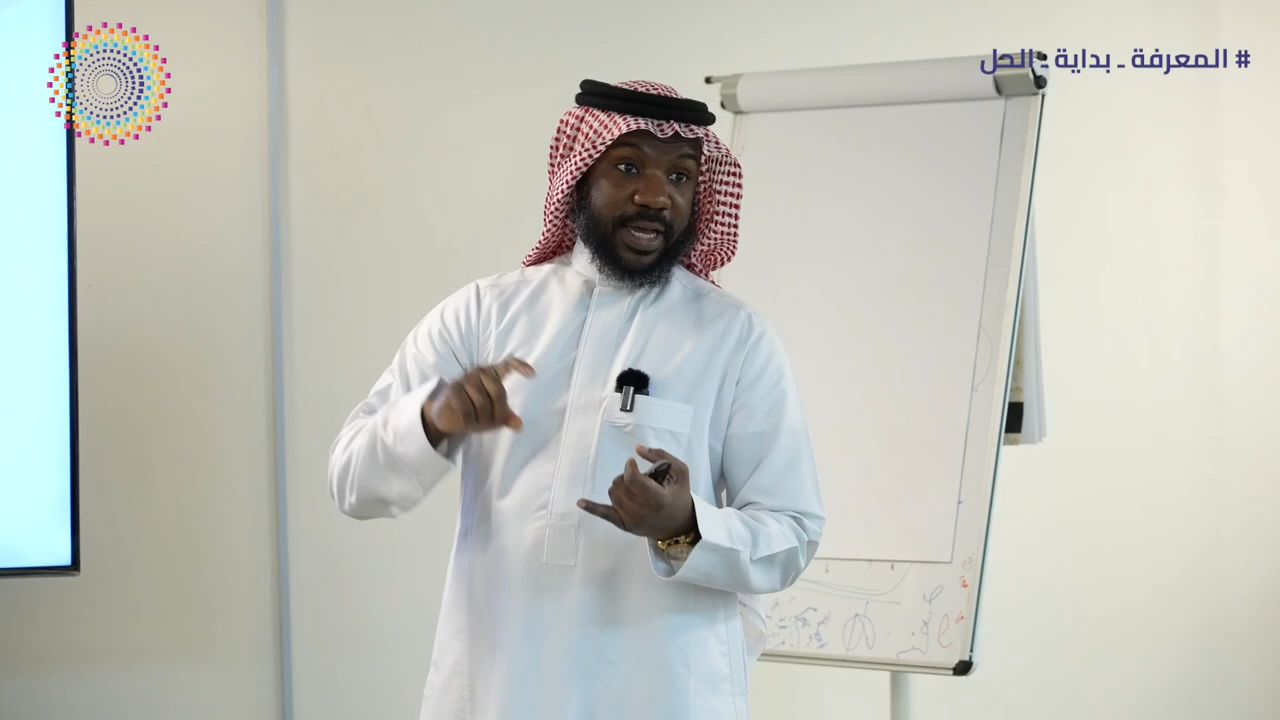 # المعرفة ـ بداية ـ الحل